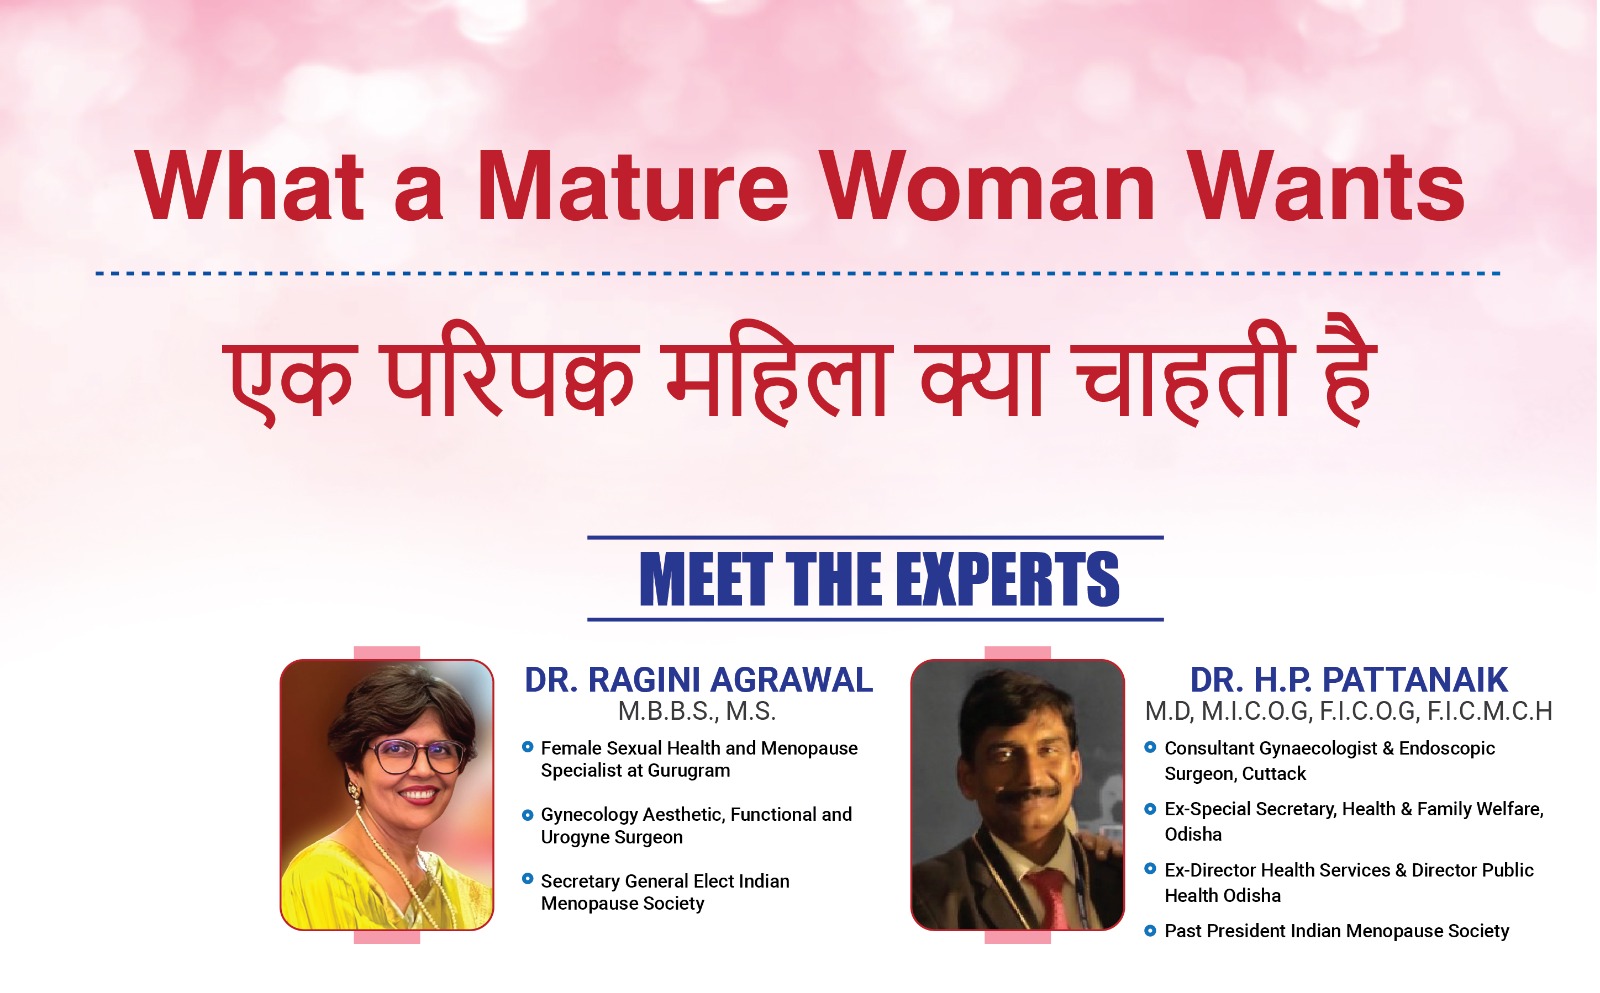 What a Mature Woman Wants
एक परिपक्व महिला क्या चाहती है
MEET THE EXPERTS
DR. RAGINI AGRAWAL
M.B.B.S., M.S.
Female Sexual Health and Menopause
Specialist at Gurugram
Gynecology Aesthetic, Functional and
Urogyne Surgeon
Secretary General Elect Indian
Menopause Society
DR. H.P. PATTANAIK
M.D, M.I.C.O.G, F.I.C.O.G, F.I.C.M.C.H
Consultant Gynaecologist & Endoscopic
Surgeon, Cuttack
Ex-Special Secretary, Health & Family Welfare,
Odisha
Ex-Director Health Services & Director Public
Health Odisha
Past President Indian Menopause Society